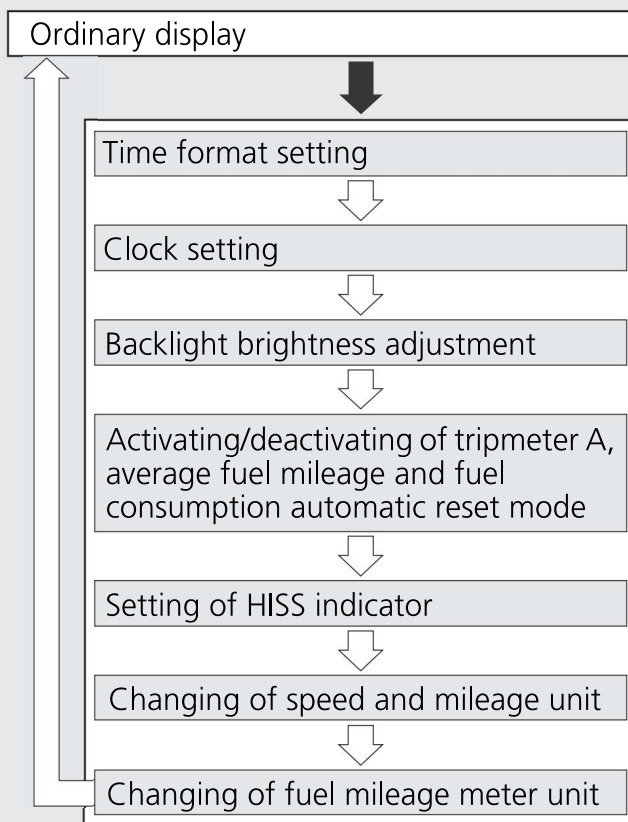 Ordinary display
Time format setting
Clock setting
Backlight brightness adjustment
Activating/deactivating of tripmeter A,
average fuel mileage and fuel
consumption automatic reset mode
Setting of HISS indicator
Changing of speed and mileage unit
Changing of fuel mileage meter unit